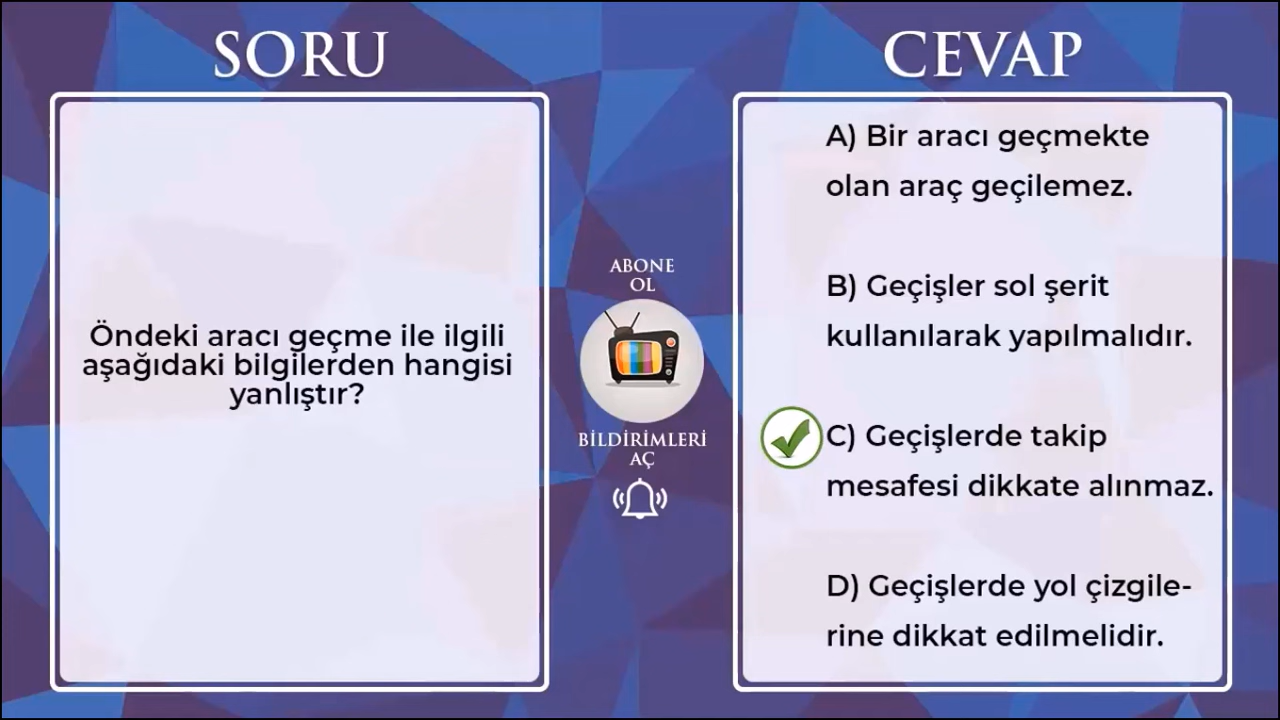 SORU
Öndeki aracı geçme ile ilgili
aşağıdaki bilgilerden hangisi
yanlıştır?
ABONE
OL
BİLDİRİMLERİ
AÇ
CEVAP
A) Bir aracı geçmekte
olan araç geçilemez.
B) Geçişler sol şerit
kullanılarak yapılmalıdır.
C) Geçişlerde takip
mesafesi dikkate alınmaz.
D) Geçişlerde yol çizgile-
rine dikkat edilmelidir.